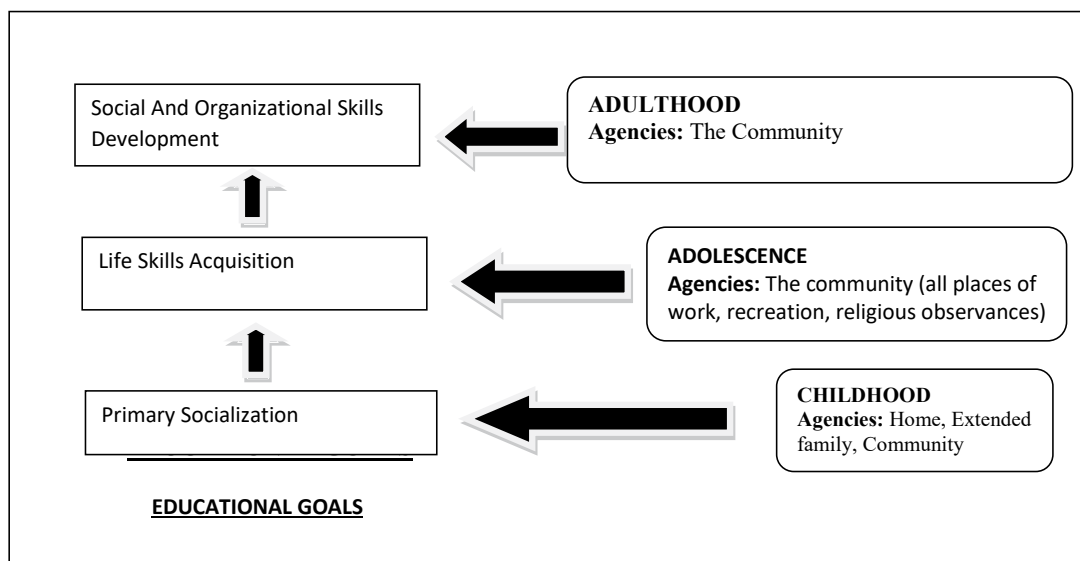 Social And Organizational Skills
Development
ADULTHOOD
Agencies: The Community
Life Skills Acquisition
ADOLESCENCE
Agencies: The community (all places of
work, recreation, religious observances)
Primary Socialization
CHILDHOOD
Agencies: Home, Extended
family, Community
EDUCATIONAL GOALS